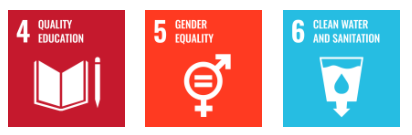 4 QUALITY
EDUCATION
5 GENDER
EQUALITY
6 CLEAN WATER
AND SANITATION